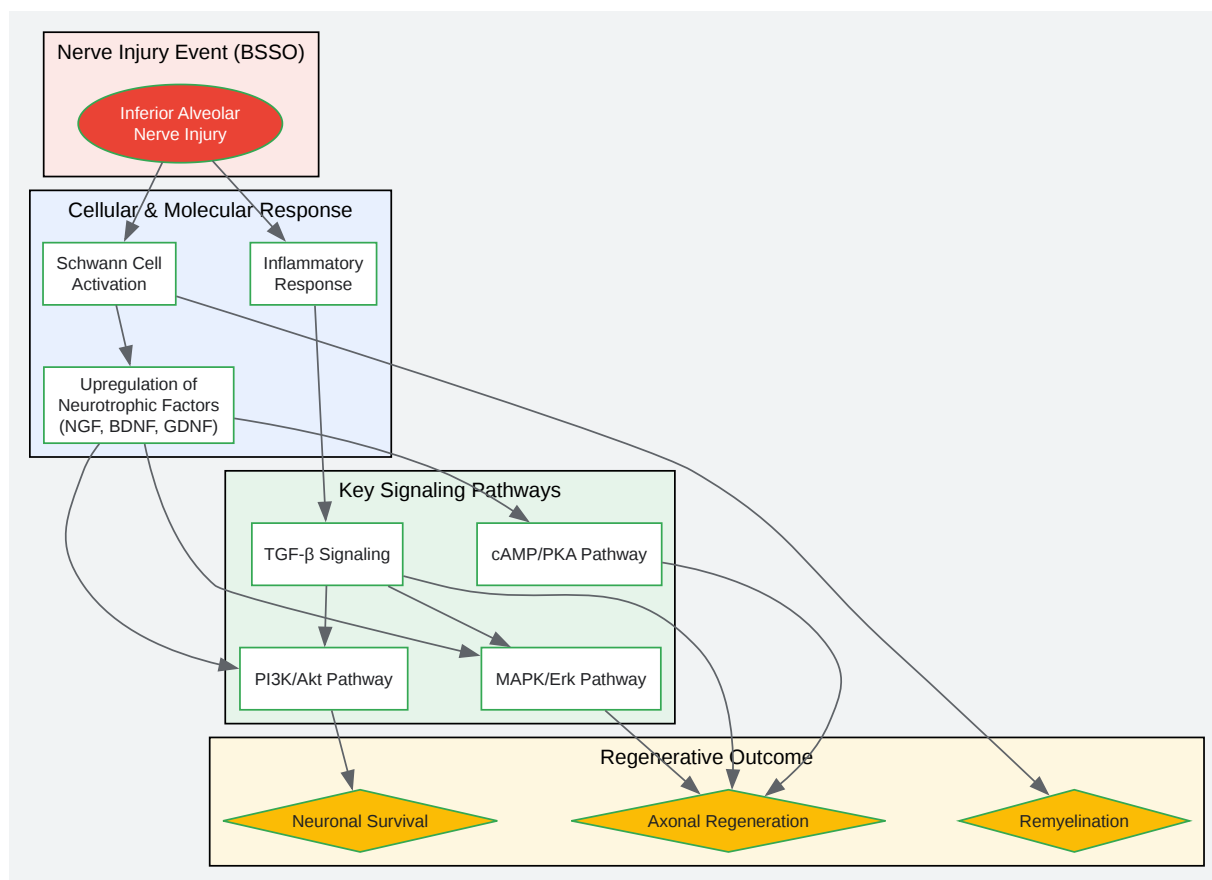 Nerve Injury Event (BSSO)
Inferior Alveolar
Nerve Injury
Cellular & Molecular Response
Schwann Cell
Activation
Inflammatory
Response
Upregulation of
Neurotrophic Factors
(NGF, BDNF, GDNF)
Key Signaling Pathways
TGF-β Signaling
cAMP/PKA Pathway
PI3K/Akt Pathway
MAPK/Erk Pathway
Regenerative Outcome
Neuronal Survival
Axonal Regeneration
Remyelination